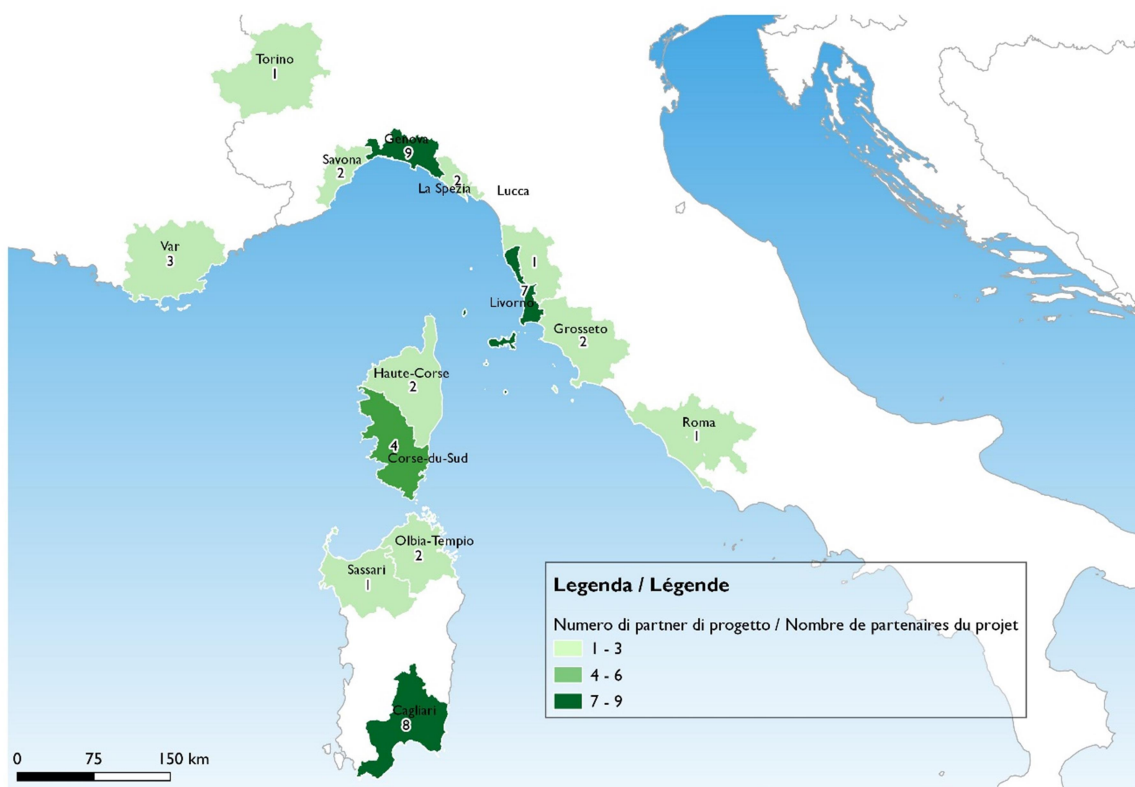 Torino
1
Genova
9
Savona
2
2
La Spezia
Lucca
Var
3
1
7
Livorno
Grosseto
2
Haute-Corse
2
4
Corse-du-Sud
Roma
1
Olbia-Tempio
2
Sassari
1
Cagliari
8
Legenda / Légende
Numero di partner di progetto / Nombre de partenaires du projet
1 - 3
4 - 6
7 - 9
0 75 150 km